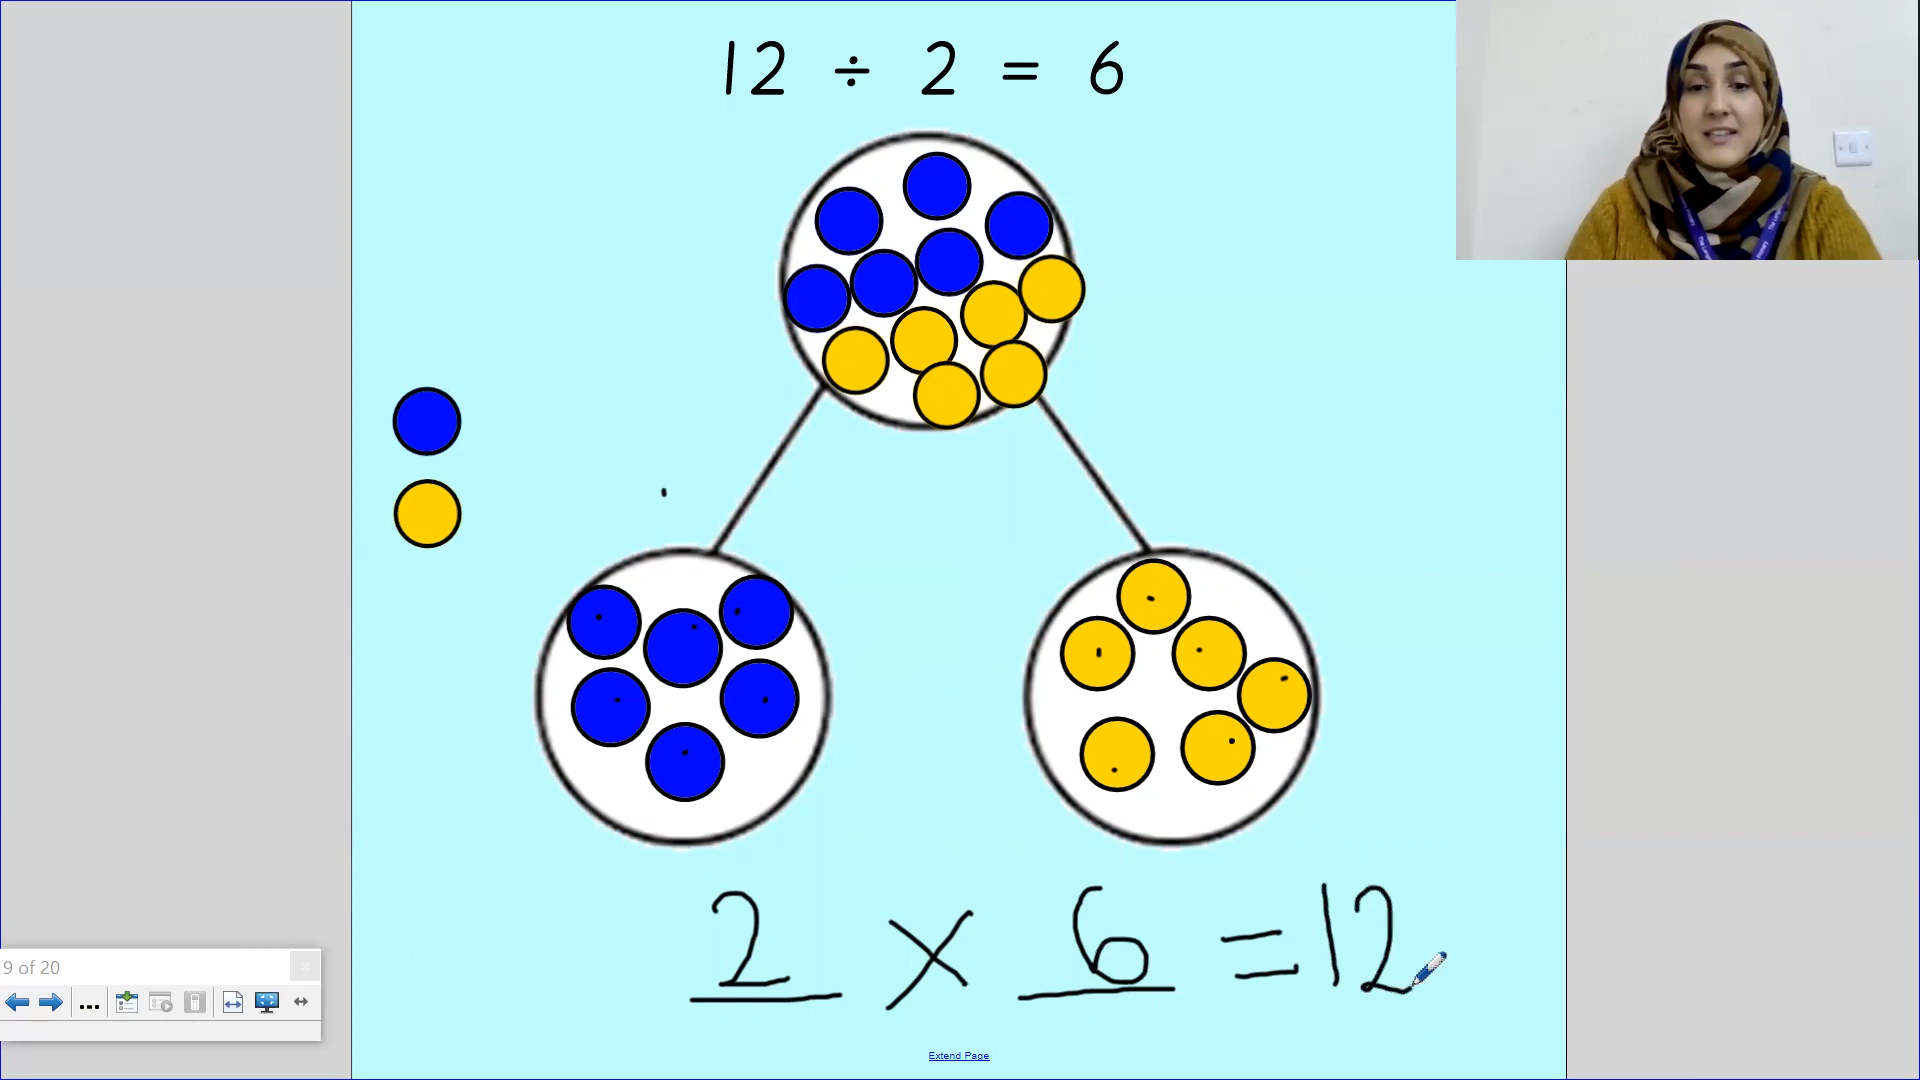 12 ÷ 2 = 6
2 × 6 = 12
9 of 20
Extend Page